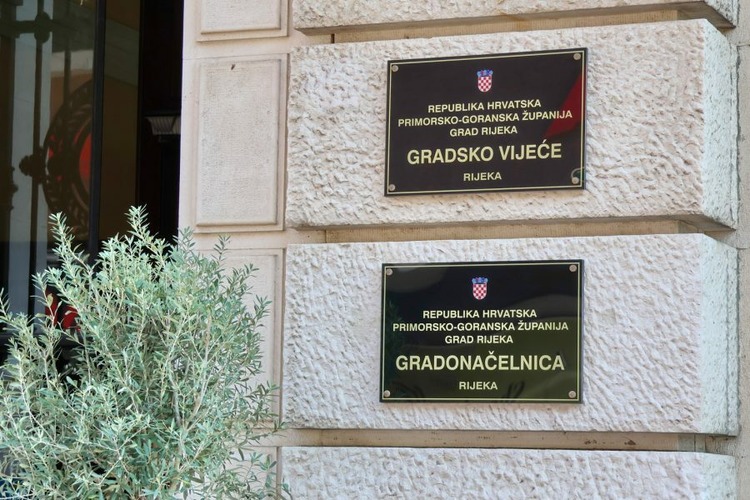 REPUBLIKA HRVATSKA
PRIMORSKO-GORANSKA ŽUPANIJA
GRAD RIJEKA
GRADSKO VIJEĆE
RIJEKA
REPUBLIKA HRVATSKA
PRIMORSKO-GORANSKA ŽUPANIJA
GRAD RIJEKA
GRADONAČELNICA
RIJEKA